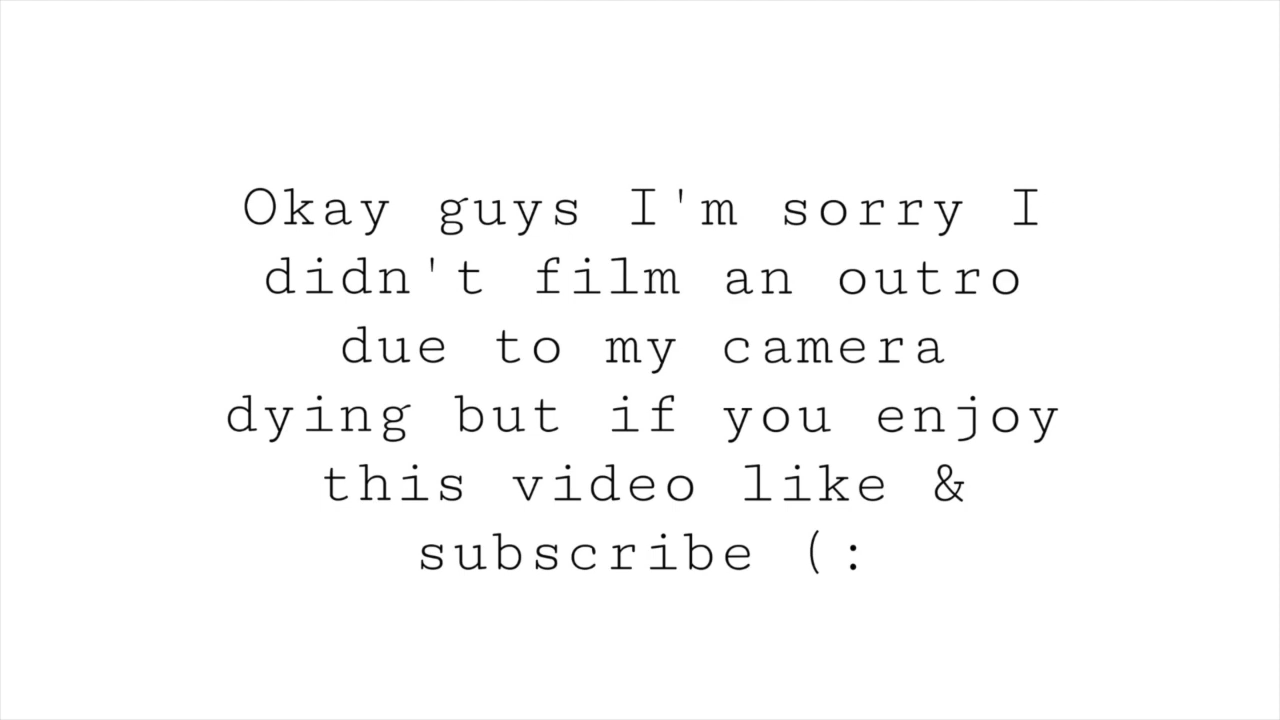 Okay guys I'm sorry I
didn't film an outro
due to my camera
dying but if you enjoy
this video like &
subscribe (: